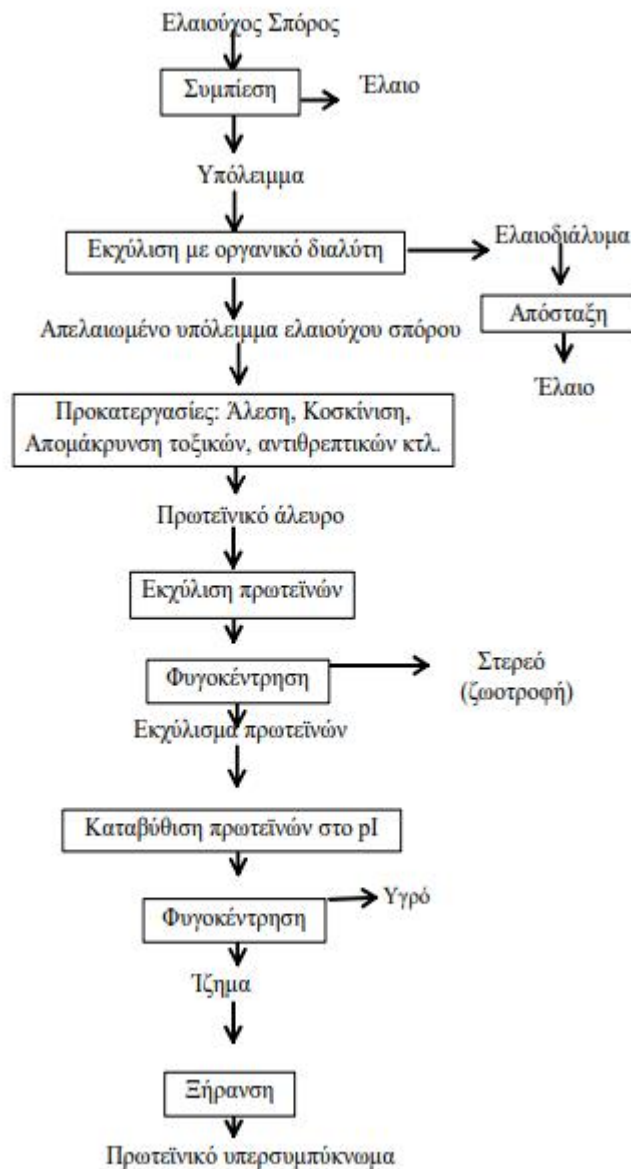 Ελαιούχος Σπόρος
Συμπίεση
Έλαιο
Υπόλειμμα
Εκχύλιση με οργανικό διαλύτη
Ελαιοδιάλυμα
Απελαιωμένο υπόλειμμα ελαιούχου σπόρου
Απόσταξη
Έλαιο
Προκατεργασίες: Άλεση, Κοσκίνιση,
Απομάκρυνση τοξικών, αντιθρεπτικών κτλ.
Πρωτεϊνικό άλευρο
Εκχύλιση πρωτεϊνών
Φυγοκέντρηση
Στερεό
(ζωοτροφή)
Εκχύλισμα πρωτεϊνών
Καταβύθιση πρωτεϊνών στο pI
Φυγοκέντρηση
Υγρό
Ίζημα
Ξήρανση
Πρωτεϊνικό υπερσυμπύκνωμα